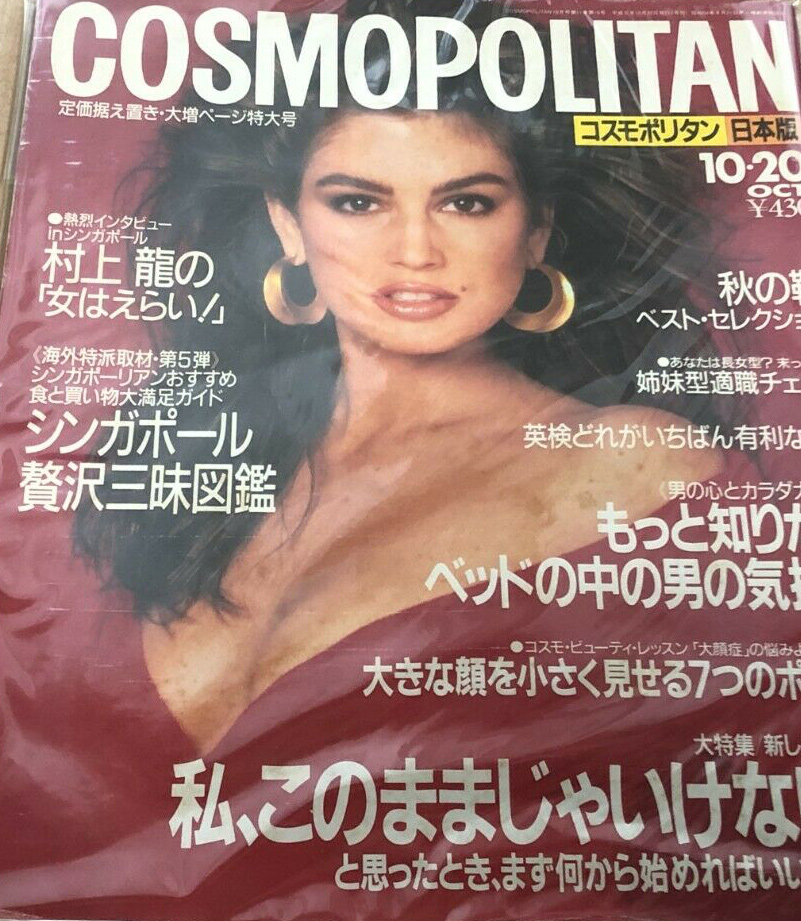 COSMOPOLITAN
定価据え置き・大増ページ特大号
コスモポリタン 日本版
10・20
OCT
¥430
●熱烈インタビュー
inシンガポール
村上 龍の
「女はえらい!」
《海外特派取材・第5弾》
シンガポーリアンおすすめ
食と買い物大満足ガイド
シンガポール
贅沢三昧図鑑
秋の
ベスト・セレクショ
●あなたは長女型? 末っ
姉妹型適職チェ
英検どれがいちばん有利な
《男の心とカラダ
もっと知りた
ベッドの中の男の気
●コスモ・ビューティ・レッスン「大顔症」の悩み
大きな顔を小さく見せる7つのポ
大特集/新し
私、このままじゃいけな
と思ったとき、まず何から始めればいい